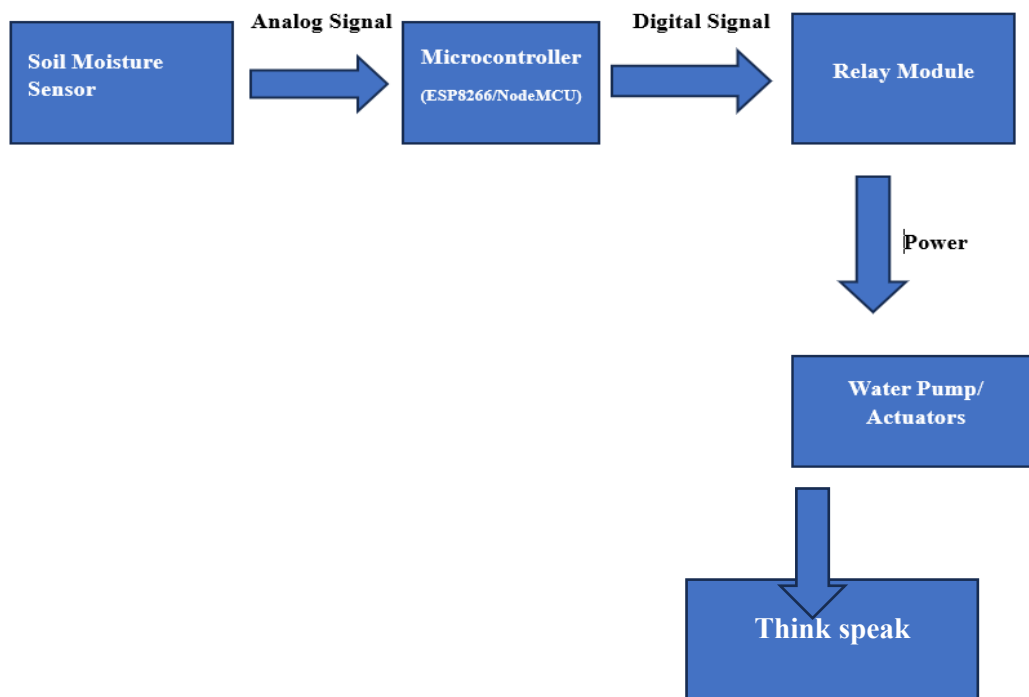 Analog Signal
Digital Signal
Soil Moisture
Sensor
Microcontroller
(ESP8266/NodeMCU)
Relay Module
Power
Water Pump/
Actuators
Think speak